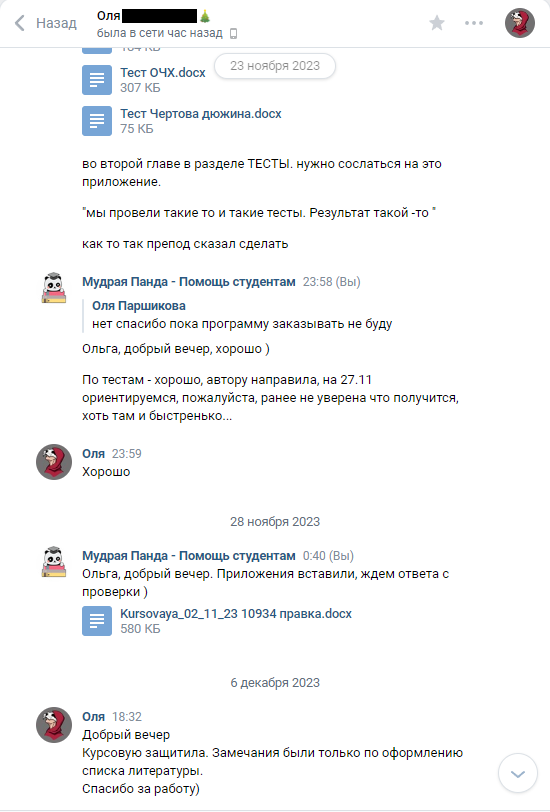 Назад
Оля
была в сети час назад
23 ноября 2023
Тест ОЧХ.docx
307 КБ
Тест Чертова дюжина.docx
75 КБ
во второй главе в разделе ТЕСТЫ. нужно сослаться на это
приложение.
"мы провели такие то и такие тесты. Результат такой -то "
как то так препод сказал сделать
Мудрая Панда - Помощь студентам 23:58 (Вы)
Оля Паршикова
нет спасибо пока программу заказывать не буду
Ольга, добрый вечер, хорошо )
По тестам - хорошо, автору направила, на 27.11
ориентируемся, пожалуйста, ранее не уверена что получится,
хоть там и быстренько...
Оля 23:59
Хорошо
28 ноября 2023
Мудрая Панда - Помощь студентам 0:40 (Вы)
Ольга, добрый вечер. Приложения вставили, ждем ответа с
проверки )
Kursovaya_02_11_23 10934 правка.docx
580 КБ
6 декабря 2023
Оля 18:32
Добрый вечер
Курсовую защитила. Замечания были только по оформлению
списка литературы.
Спасибо за работу)